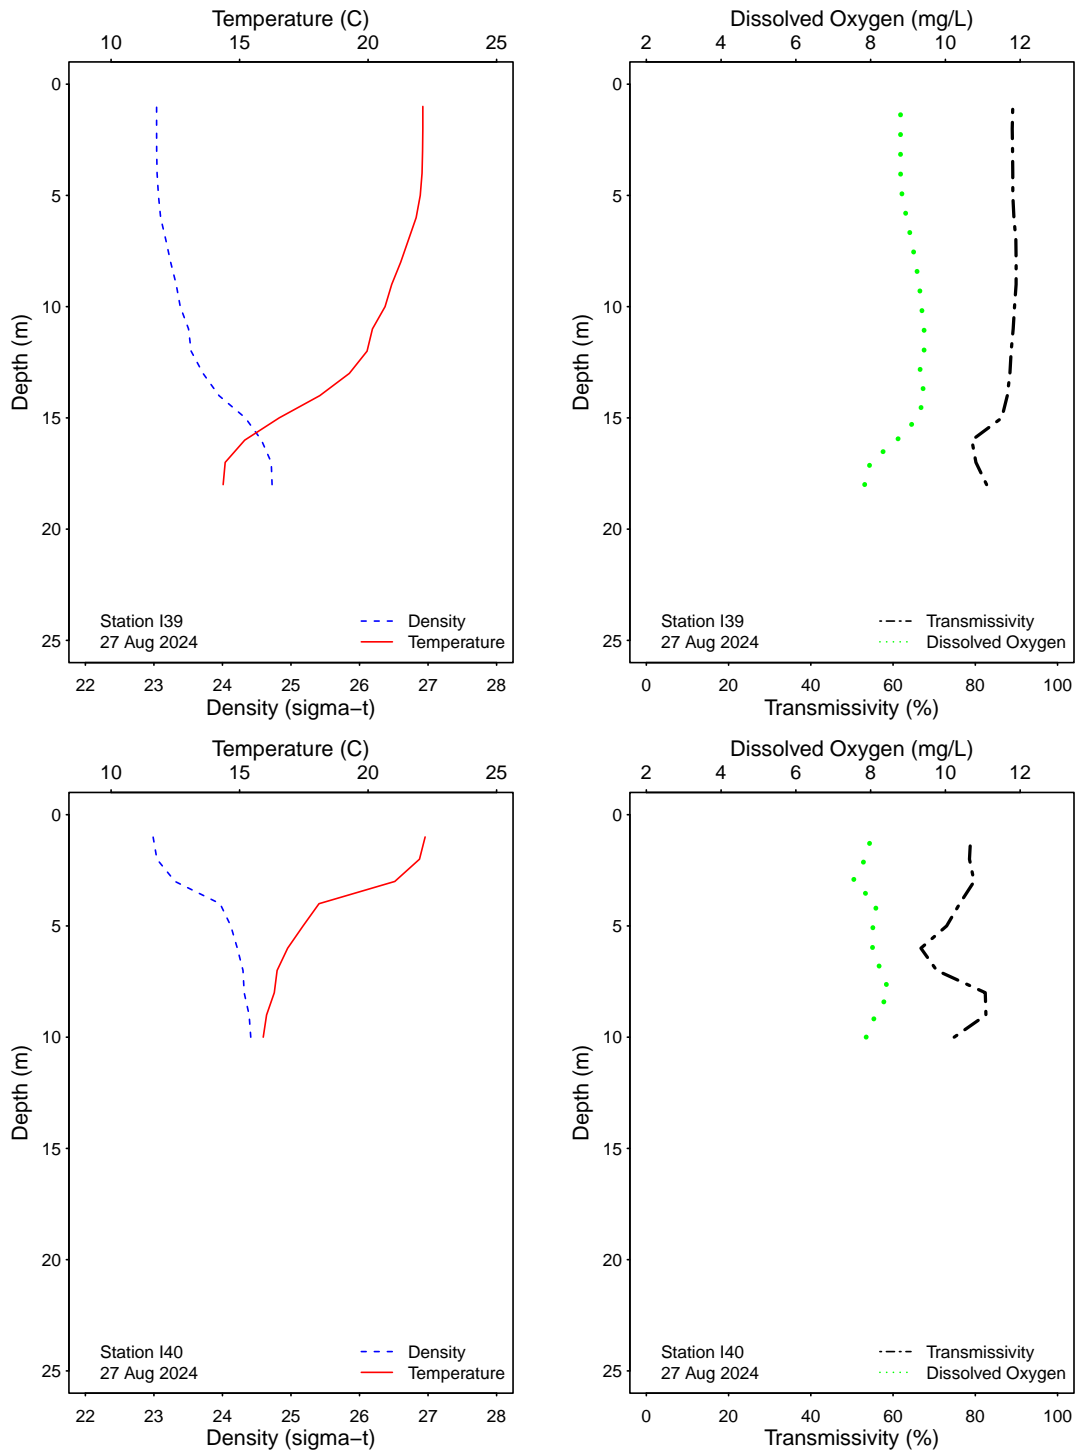 Temperature (C)
10 15 20 25
0
5
10
15
20
25
Depth (m)
Station I39
27 Aug 2024
Density
Temperature
22 23 24 25 26 27 28
Density (sigma−t)
Dissolved Oxygen (mg/L)
2 4 6 8 10 12
0
5
10
15
20
25
Depth (m)
Station I39
27 Aug 2024
Transmissivity
Dissolved Oxygen
0 20 40 60 80 100
Transmissivity (%)
Temperature (C)
10 15 20 25
0
5
10
15
20
25
Depth (m)
Station I40
27 Aug 2024
Density
Temperature
22 23 24 25 26 27 28
Density (sigma−t)
Dissolved Oxygen (mg/L)
2 4 6 8 10 12
0
5
10
15
20
25
Depth (m)
Station I40
27 Aug 2024
Transmissivity
Dissolved Oxygen
0 20 40 60 80 100
Transmissivity (%)